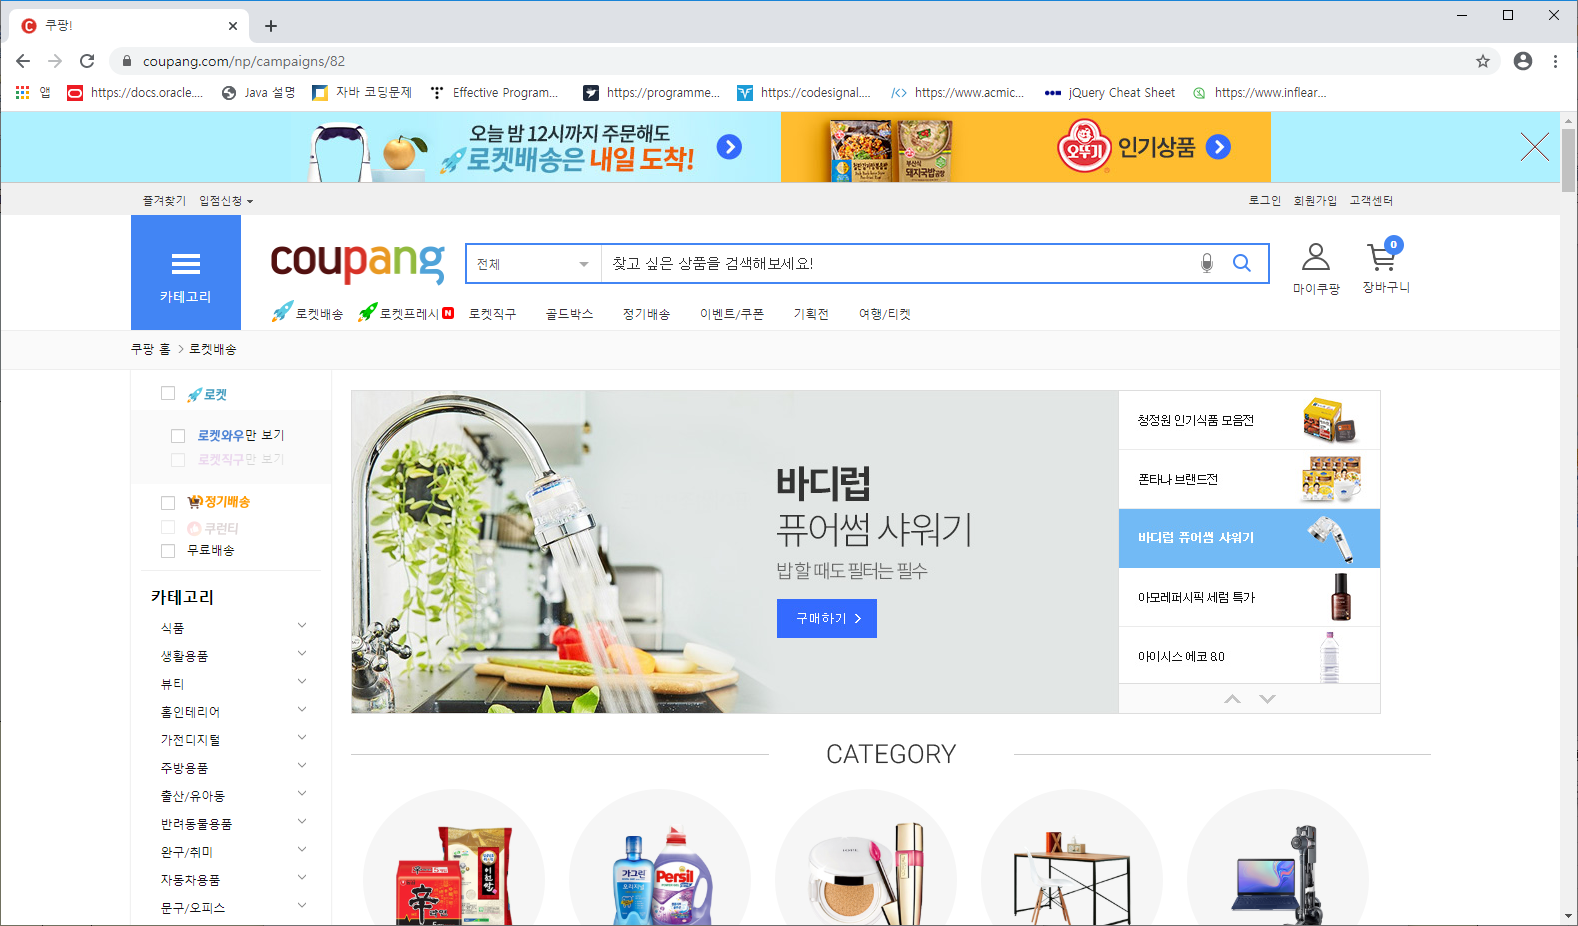 쿠팡!
coupang.com/np/campaigns/82
앱
https://docs.oracle....
Java 설명
자바 코딩문제
Effective Program...
https://programme...
https://codesignal....
https://www.acmic...
jQuery Cheat Sheet
https://www.inflear...
오늘 밤 12시까지 주문해도
로켓배송은 내일 도착!
오뚜기 인기상품
돼지국밥
즐겨찾기 입점신청
로그인 회원가입 고객센터
카테고리
coupang
전체
찾고 싶은 상품을 검색해보세요!
마이쿠팡
0
장바구니
로켓배송 로켓프레시 N 로켓직구 골드박스 정기배송 이벤트/쿠폰 기획전 여행/티켓
쿠팡 홈 > 로켓배송
로켓
로켓와우만 보기
로켓직구만 보기
정기배송
쿠런티
무료배송
카테고리
식품
생활용품
뷰티
홈인테리어
가전디지털
주방용품
출산/유아동
반려동물용품
완구/취미
자동차용품
문구/오피스
바디럽
퓨어썸 샤워기
밥 할 때도 필터는 필수
구매하기 >
청정원 인기식품 모음전
폰타나 브랜드전
바디럽 퓨어썸 샤워기
아모레퍼시픽 세럼 특가
아이시스 에코 8.0
CATEGORY
辛
가그린
오리지널
Persil